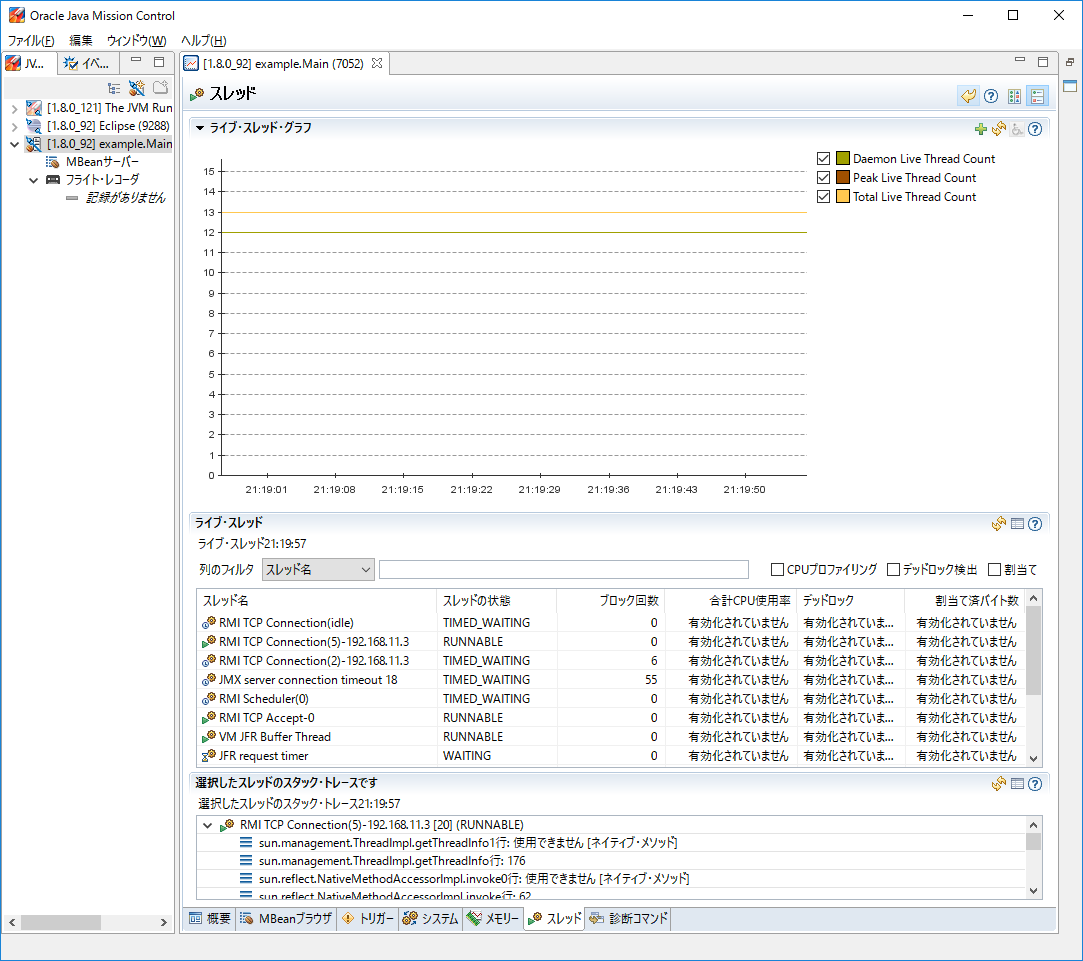 Oracle Java Mission Control
ファイル(F) 編集 ウィンドウ(W) ヘルプ(H)
JV... イベ...
[1.8.0_92] example.Main (7052)
[1.8.0_121] The JVM Run
[1.8.0_92] Eclipse (9288)
[1.8.0_92] example.Main
MBeanサーバー
フライト・レコーダ
記録がありません
スレッド
ライブ・スレッド・グラフ
15
14
13
12
11
10
9
8
7
6
5
4
3
2
1
0
21:19:01 21:19:08 21:19:15 21:19:22 21:19:29 21:19:36 21:19:43 21:19:50
Daemon Live Thread Count
Peak Live Thread Count
Total Live Thread Count
ライブ・スレッド
ライブ・スレッド21:19:57
列のフィルタ スレッド名 CPUプロファイリング デッドロック検出 割当て
スレッド名 スレッドの状態 ブロック回数 合計CPU使用率 デッドロック 割当て済バイト数
RMI TCP Connection(idle) TIMED_WAITING 0 有効化されていません 有効化されていま... 有効化されていません
RMI TCP Connection(5)-192.168.11.3 RUNNABLE 0 有効化されていません 有効化されていま... 有効化されていません
RMI TCP Connection(2)-192.168.11.3 TIMED_WAITING 6 有効化されていません 有効化されていま... 有効化されていません
JMX server connection timeout 18 TIMED_WAITING 55 有効化されていません 有効化されていま... 有効化されていません
RMI Scheduler(0) TIMED_WAITING 0 有効化されていません 有効化されていま... 有効化されていません
RMI TCP Accept-0 RUNNABLE 0 有効化されていません 有効化されていま... 有効化されていません
VM JFR Buffer Thread RUNNABLE 0 有効化されていません 有効化されていま... 有効化されていません
JFR request timer WAITING 0 有効化されていません 有効化されていま... 有効化されていません
選択したスレッドのスタック・トレースです
選択したスレッドのスタック・トレース21:19:57
RMI TCP Connection(5)-192.168.11.3 [20] (RUNNABLE)
sun.management.ThreadImpl.getThreadInfo1行: 使用できません [ネイティブ・メソッド]
sun.management.ThreadImpl.getThreadInfo行: 176
sun.reflect.NativeMethodAccessorImpl.invoke0行: 使用できません [ネイティブ・メソッド]
sun.reflect.NativeMethodAccessorImpl.invoke行: 62
概要 MBeanブラウザ トリガー システム メモリー スレッド 診断コマンド